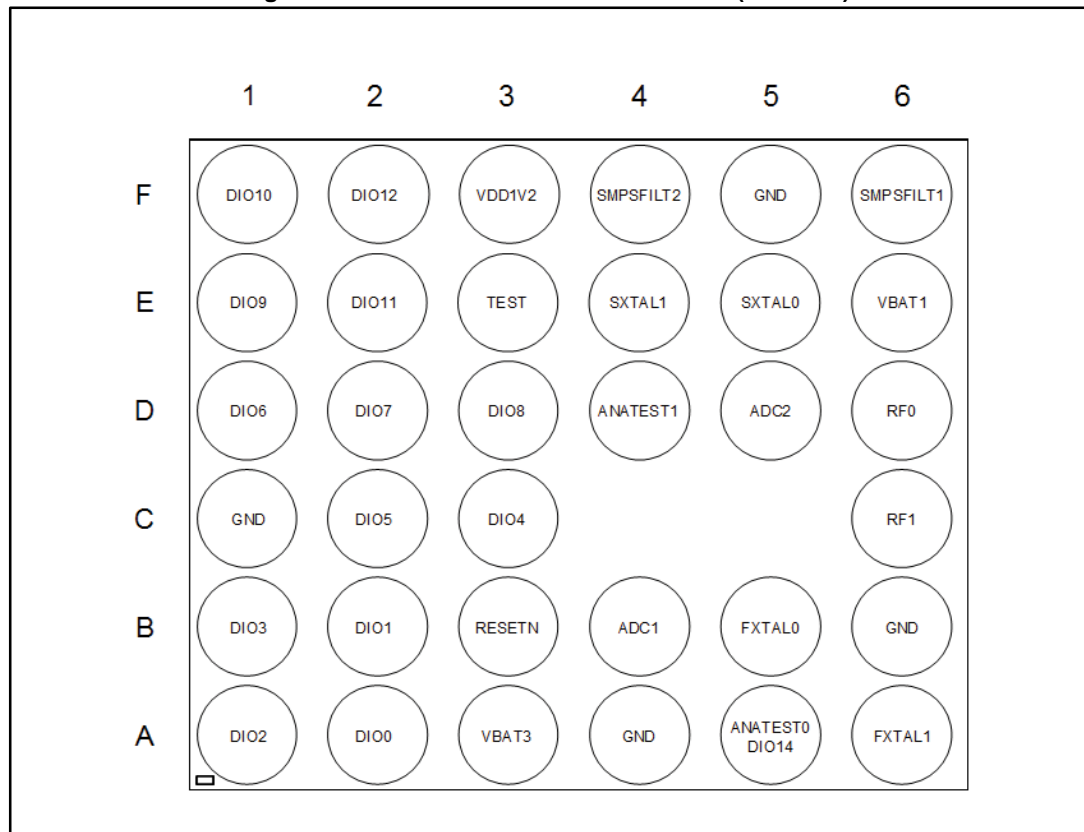 1 2 3 4 5 6
F DIO10 DIO12 VDD1V2 SMPSFILT2 GND SMPSFILT1
E DIO9 DIO11 TEST SXTAL1 SXTAL0 VBAT1
D DIO6 DIO7 DIO8 ANATEST1 ADC2 RF0
C GND DIO5 DIO4 RF1
B DIO3 DIO1 RESETN ADC1 FXTAL0 GND
A DIO2 DIO0 VBAT3 GND ANATEST0 DIO14 FXTAL1